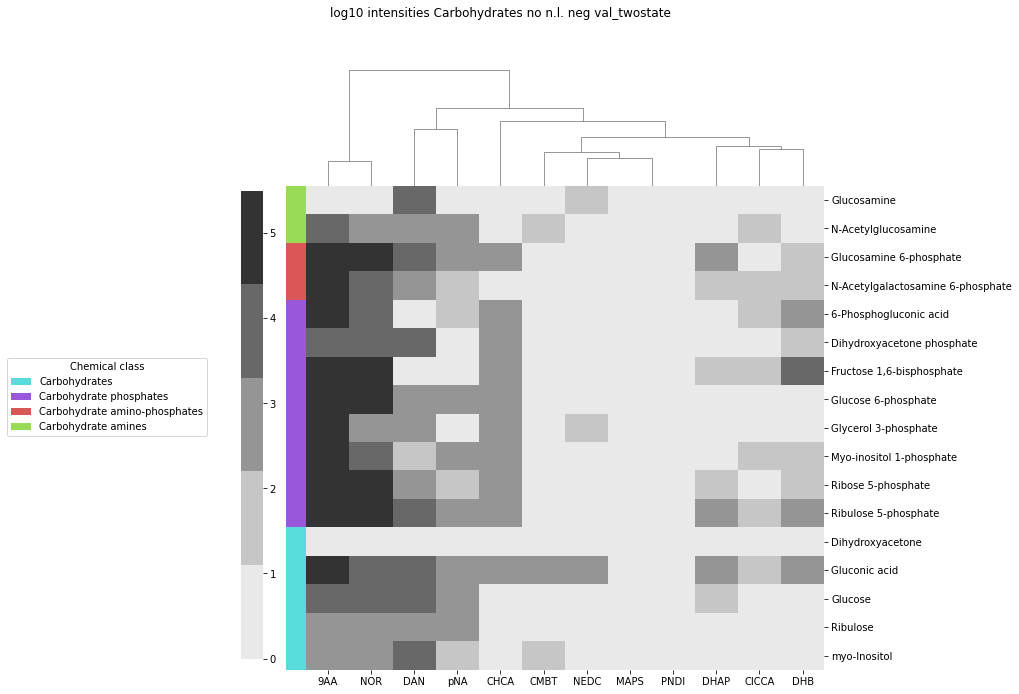 log10 intensities Carbohydrates no n.l. neg val_twostate
Chemical class
Carbohydrates
Carbohydrate phosphates
Carbohydrate amino-phosphates
Carbohydrate amines
5
4
3
2
1
0
Glucosamine
N-Acetylglucosamine
Glucosamine 6-phosphate
N-Acetylgalactosamine 6-phosphate
6-Phosphogluconic acid
Dihydroxyacetone phosphate
Fructose 1,6-bisphosphate
Glucose 6-phosphate
Glycerol 3-phosphate
Myo-inositol 1-phosphate
Ribose 5-phosphate
Ribulose 5-phosphate
Dihydroxyacetone
Gluconic acid
Glucose
Ribulose
myo-Inositol
9AA NOR DAN pNA CHCA CMBT NEDC MAPS PNDI DHAP ClCCA DHB